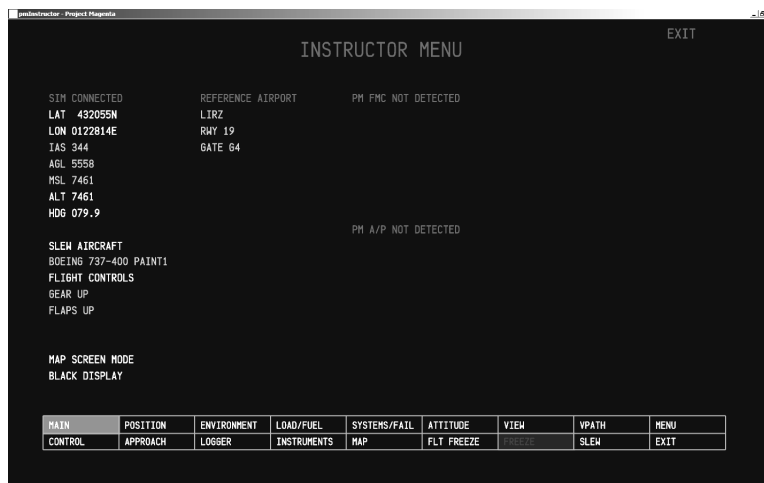 pmInstructor - Project Magenta
EXIT
INSTRUCTOR MENU
SIM CONNECTED REFERENCE AIRPORT PM FMC NOT DETECTED
LAT 432055N LIRZ
LON 0122814E RWY 19
IAS 344 GATE G4
AGL 5558
MSL 7461
ALT 7461
HDG 079.9
PM A/P NOT DETECTED
SLEW AIRCRAFT
BOEING 737-400 PAINT1
FLIGHT CONTROLS
GEAR UP
FLAPS UP
MAP SCREEN MODE
BLACK DISPLAY
MAIN POSITION ENVIRONMENT LOAD/FUEL SYSTEMS/FAIL ATTITUDE VIEW VPATH MENU
CONTROL APPROACH LOGGER INSTRUMENTS MAP FLT FREEZE FREEZE SLEW EXIT